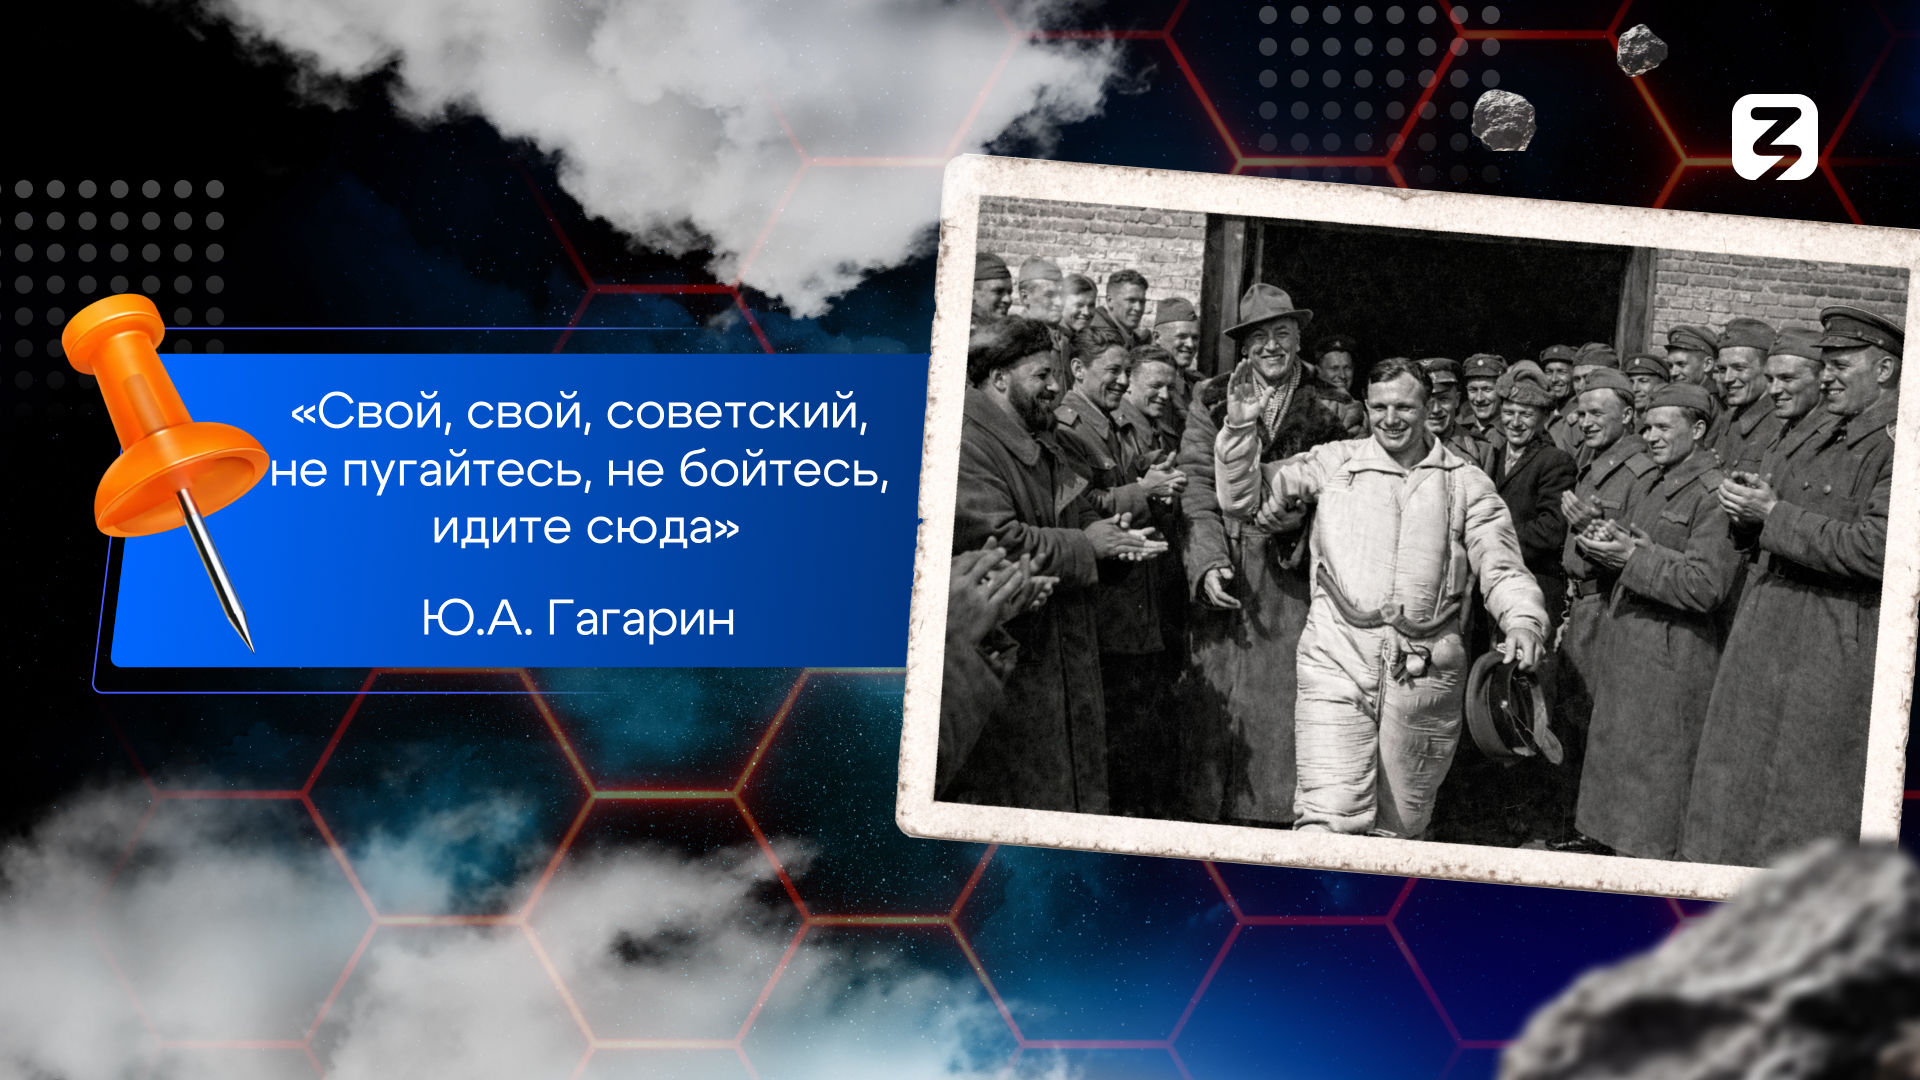 «Свой, свой, советский,
не пугайтесь, не бойтесь,
идите сюда»
Ю.А. Гагарин